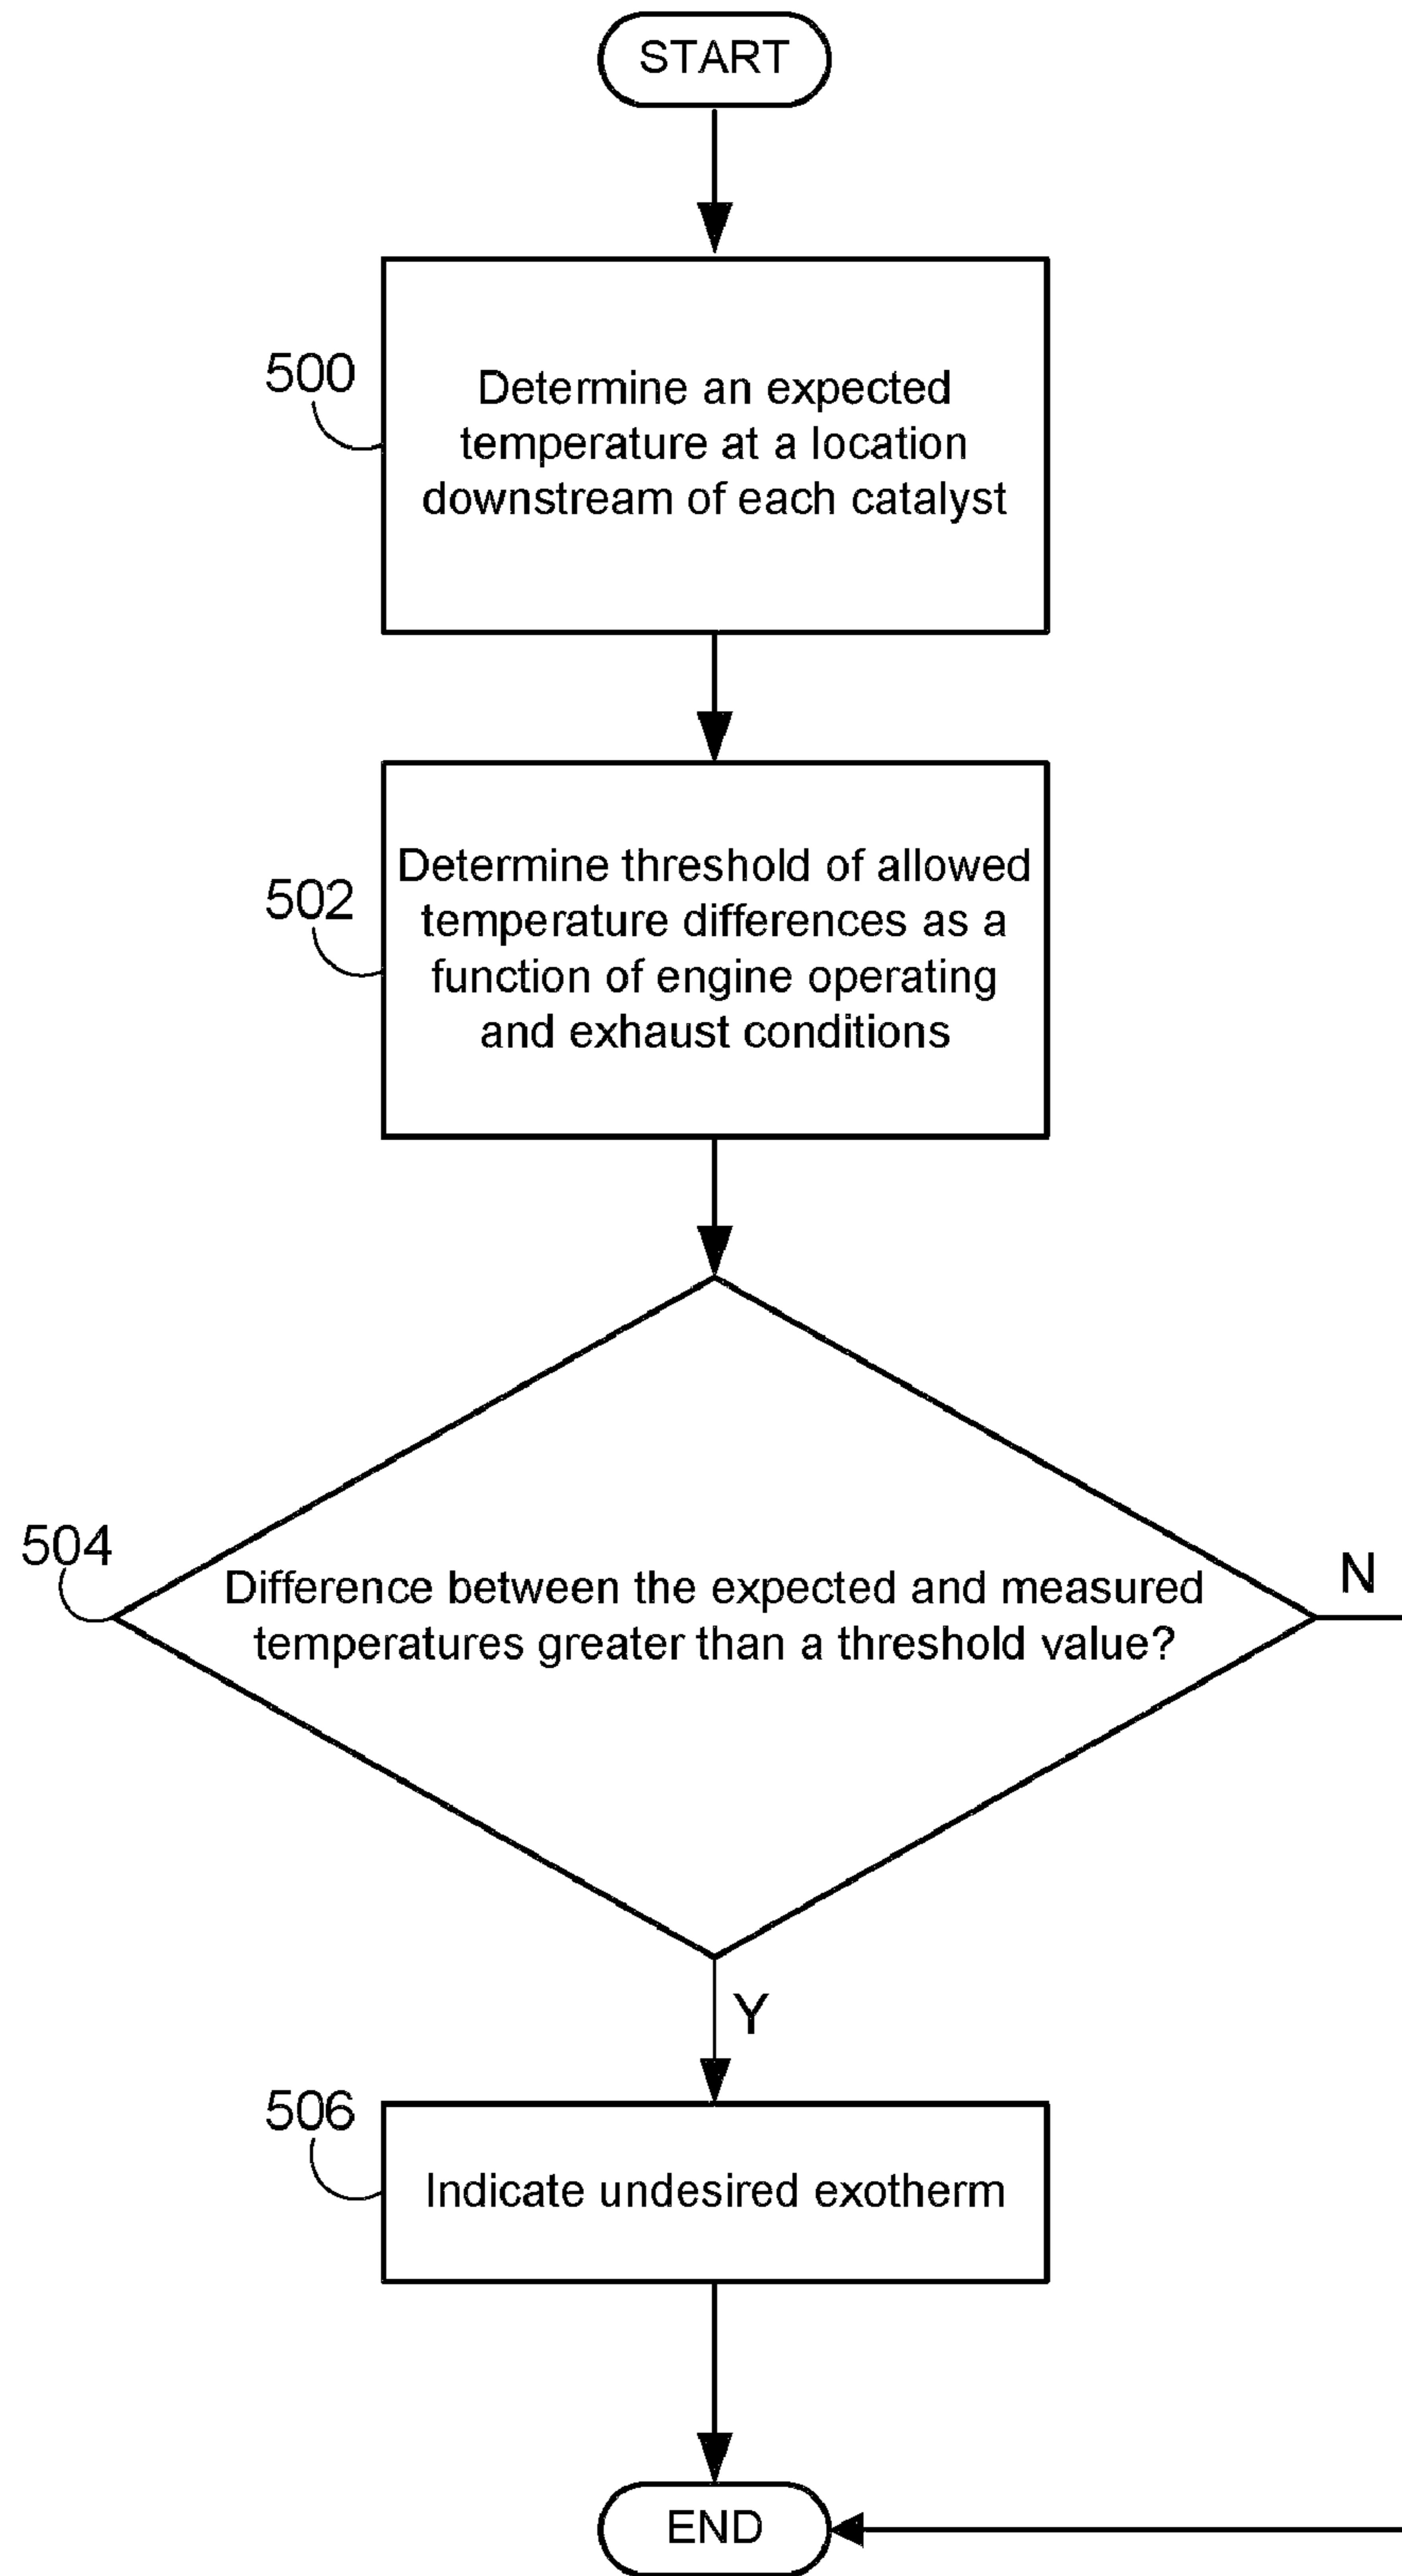 START
500
Determine an expected
temperature at a location
downstream of each catalyst
502
Determine threshold of allowed
temperature differences as a
function of engine operating
and exhaust conditions
504
Difference between the expected and measured
temperatures greater than a threshold value?
N
Y
506
Indicate undesired exotherm
END